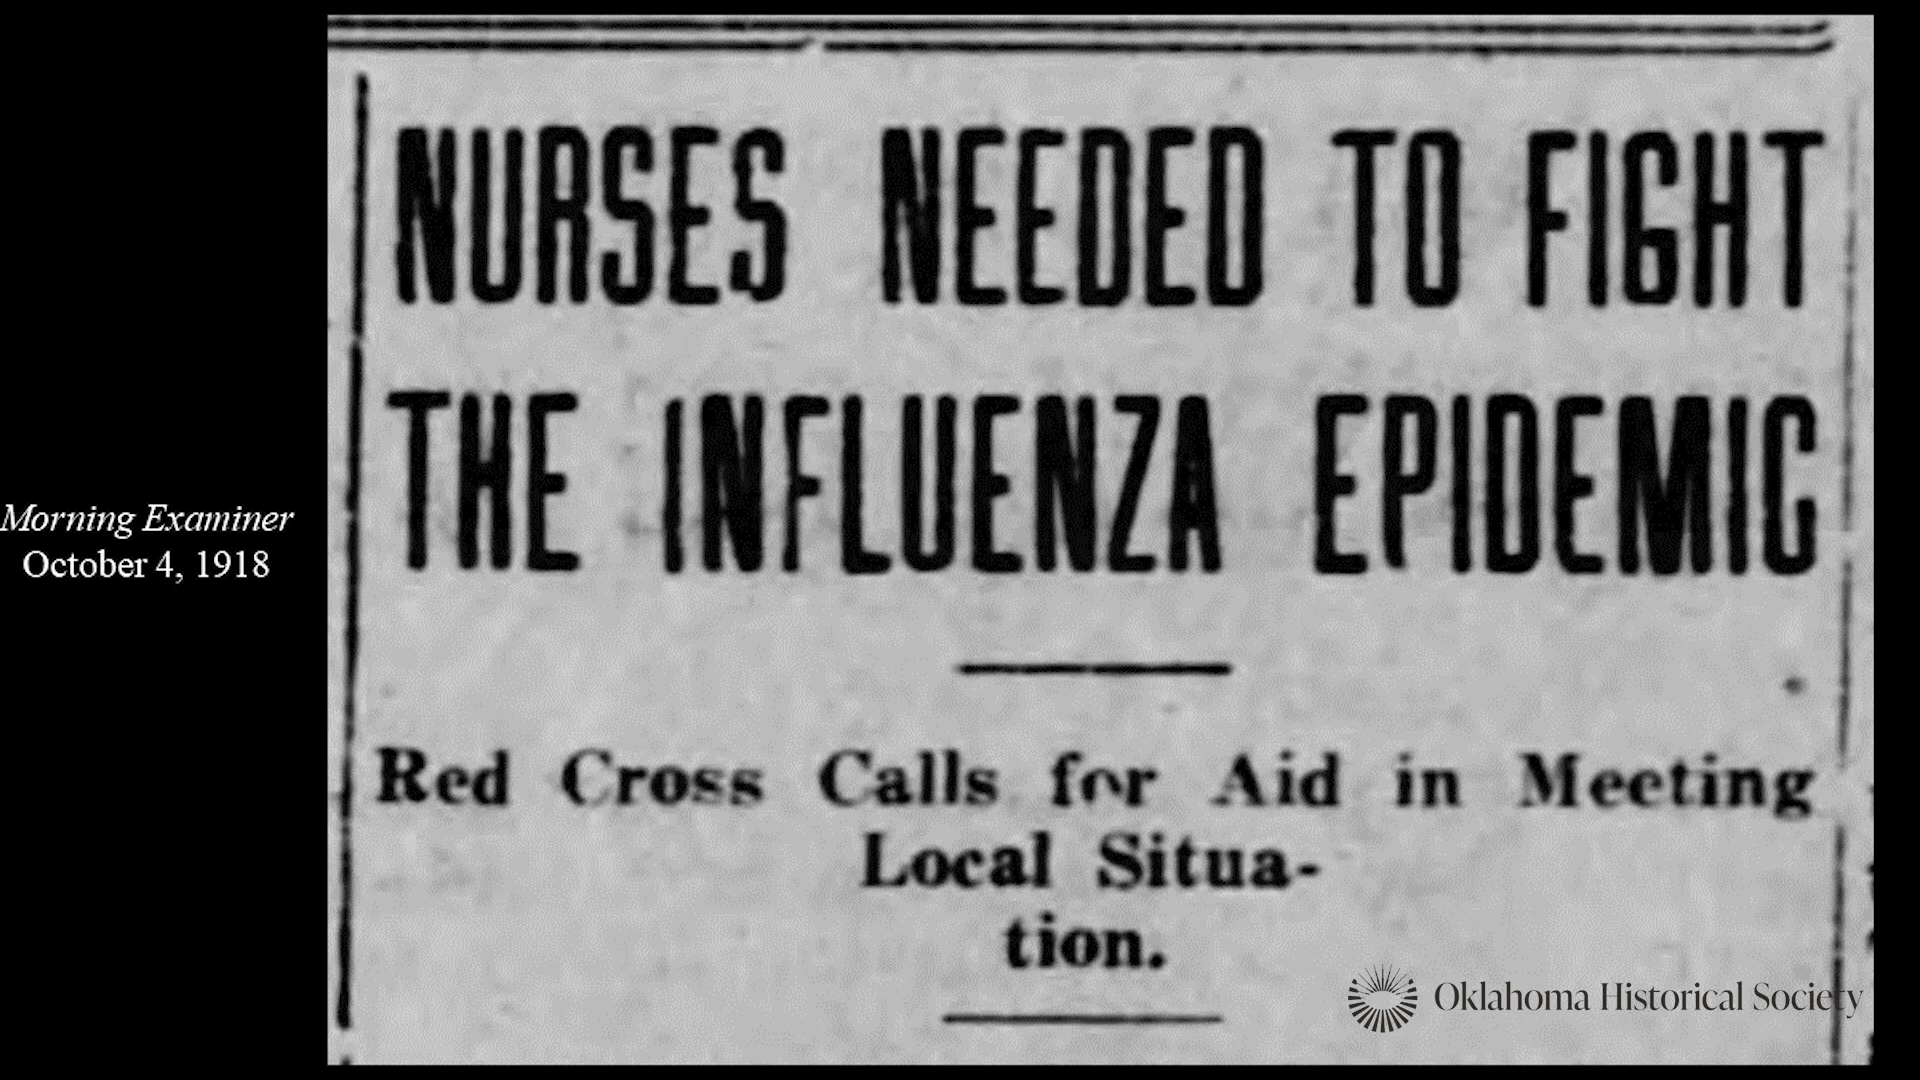 NURSES NEEDED TO FIGHT
THE INFLUENZA EPIDEMIC
Red Cross Calls for Aid in Meeting
Local Situa-
tion.
Morning Examiner
October 4, 1918
Oklahoma Historical Society